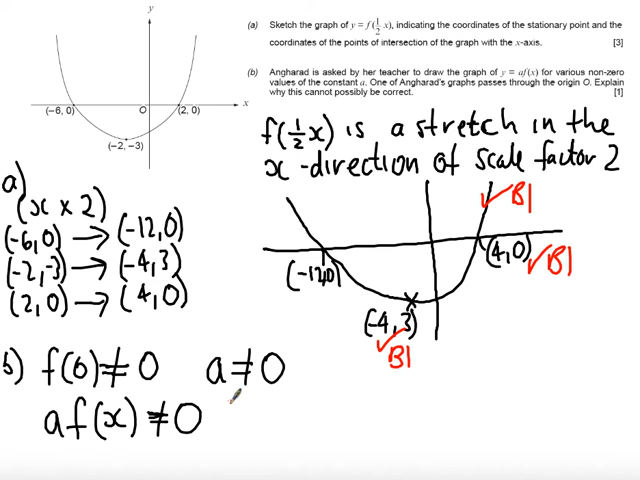 y
x
O
(−6, 0)
(2, 0)
(−2, −3)
(a) Sketch the graph of y = f(½x), indicating the coordinates of the stationary point and the
coordinates of the points of intersection of the graph with the x-axis. [3]
(b) Angharad is asked by her teacher to draw the graph of y = af(x) for various non-zero
values of the constant a. One of Angharad's graphs passes through the origin O. Explain
why this cannot possibly be correct. [1]
f(½x) is a stretch in the
x-direction of scale factor 2
a)
(x × 2)
(-6,0) → (-12,0)
(-2,-3) → (-4,3)
(2,0) → (4,0)
✓B1
(4,0)
✓B1
(-12,0)
(-4,3)
✓B1
b) f(0) ≠ 0 a ≠ 0
af(x) ≠ 0